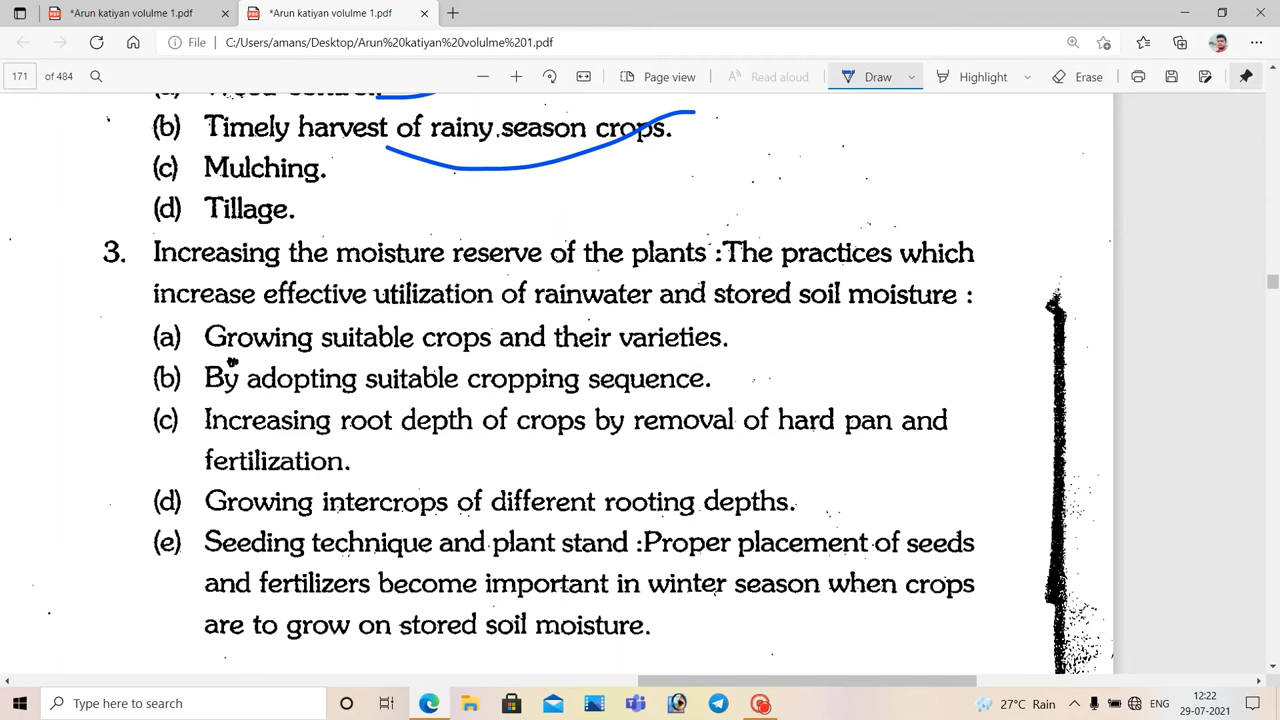 *Arun katiyan volulme 1.pdf
*Arun katiyan volulme 1.pdf
File C:/Users/amans/Desktop/Arun%20katiyan%20volulme%201.pdf
171 of 484 Page view Read aloud Draw Highlight Erase
(b) Timely harvest of rainy season crops.
(c) Mulching.
(d) Tillage.
3. Increasing the moisture reserve of the plants :The practices which
increase effective utilization of rainwater and stored soil moisture :
(a) Growing suitable crops and their varieties.
(b) By adopting suitable cropping sequence.
(c) Increasing root depth of crops by removal of hard pan and
fertilization.
(d) Growing intercrops of different rooting depths.
(e) Seeding technique and plant stand :Proper placement of seeds
and fertilizers become important in winter season when crops
are to grow on stored soil moisture.
Type here to search 27°C Rain ENG 12:22
29-07-2021